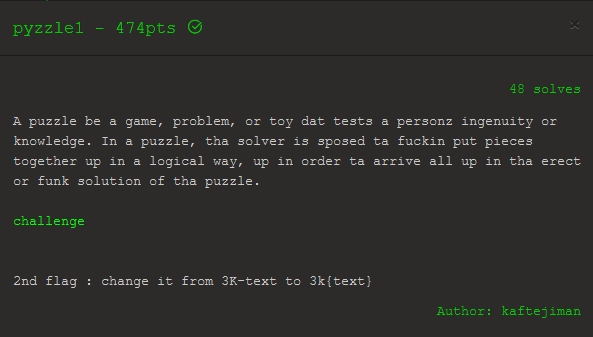 pyzzle1 - 474pts
×
48 solves
A puzzle be a game, problem, or toy dat tests a personz ingenuity or
knowledge. In a puzzle, tha solver is sposed ta fuckin put pieces
together up in a logical way, up in order ta arrive all up in tha erect
or funk solution of tha puzzle.
challenge
2nd flag : change it from 3K-text to 3k{text}
Author: kaftejiman